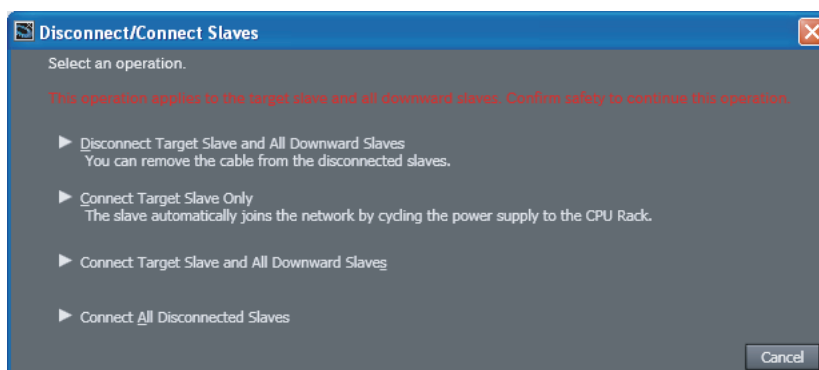 Disconnect/Connect Slaves
Select an operation.
This operation applies to the target slave and all downward slaves. Confirm safety to continue this operation.
Disconnect Target Slave and All Downward Slaves
You can remove the cable from the disconnected slaves.
Connect Target Slave Only
The slave automatically joins the network by cycling the power supply to the CPU Rack.
Connect Target Slave and All Downward Slaves
Connect All Disconnected Slaves
Cancel